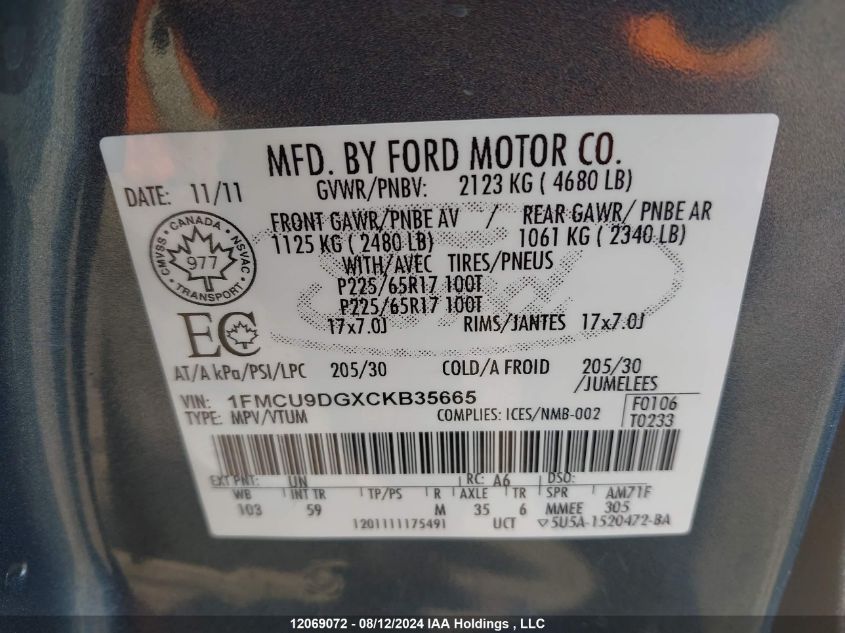 MFD. BY FORD MOTOR CO.
DATE: 11/11 GVWR/PNBV: 2123 KG ( 4680 LB)
FRONT GAWR/PNBE AV / REAR GAWR/ PNBE AR
1125 KG ( 2480 LB) 1061 KG ( 2340 LB)
WITH/AVEC TIRES/PNEUS
P225/65R17 100T
P225/65R17 100T
17x7.0J RIMS/JANTES 17x7.0J
CMVSS · CANADA · NSVAC
977
TRANSPORT
EC
AT/A kPa/PSI/LPC 205/30 COLD/A FROID 205/30
/JUMELEES
VIN: 1FMCU9DGXCKB35665 F0106
TYPE: MPV/VTUM COMPLIES: ICES/NMB-002 T0233
EXT PNT: UN RC: A6 DSO:
WB INT TR TP/PS R AXLE TR SPR AM71F
103 59 M 35 6 MMEE 305
1201111175491 UCT ▽5U5A-1520472-BA
12069072 - 08/12/2024 IAA Holdings , LLC